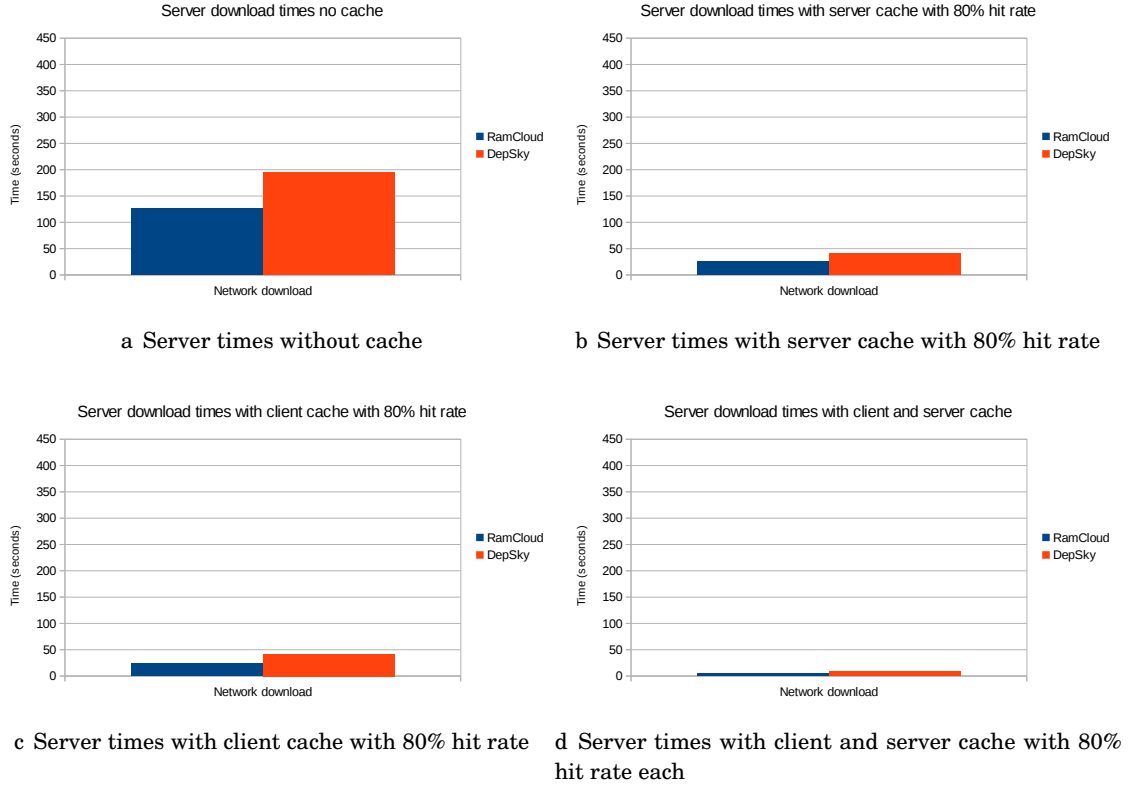 Server download times no cache
450
400
350
300
250
200
150
100
50
0
Time (seconds)
Network download
RamCloud
DepSky
a Server times without cache
Server download times with server cache with 80% hit rate
450
400
350
300
250
200
150
100
50
0
Time (seconds)
Network download
RamCloud
DepSky
b Server times with server cache with 80% hit rate
Server download times with client cache with 80% hit rate
450
400
350
300
250
200
150
100
50
0
Time (seconds)
Network download
RamCloud
DepSky
c Server times with client cache with 80% hit rate
Server download times with client and server cache
450
400
350
300
250
200
150
100
50
0
Time (seconds)
Network download
RamCloud
DepSky
d Server times with client and server cache with 80%
hit rate each